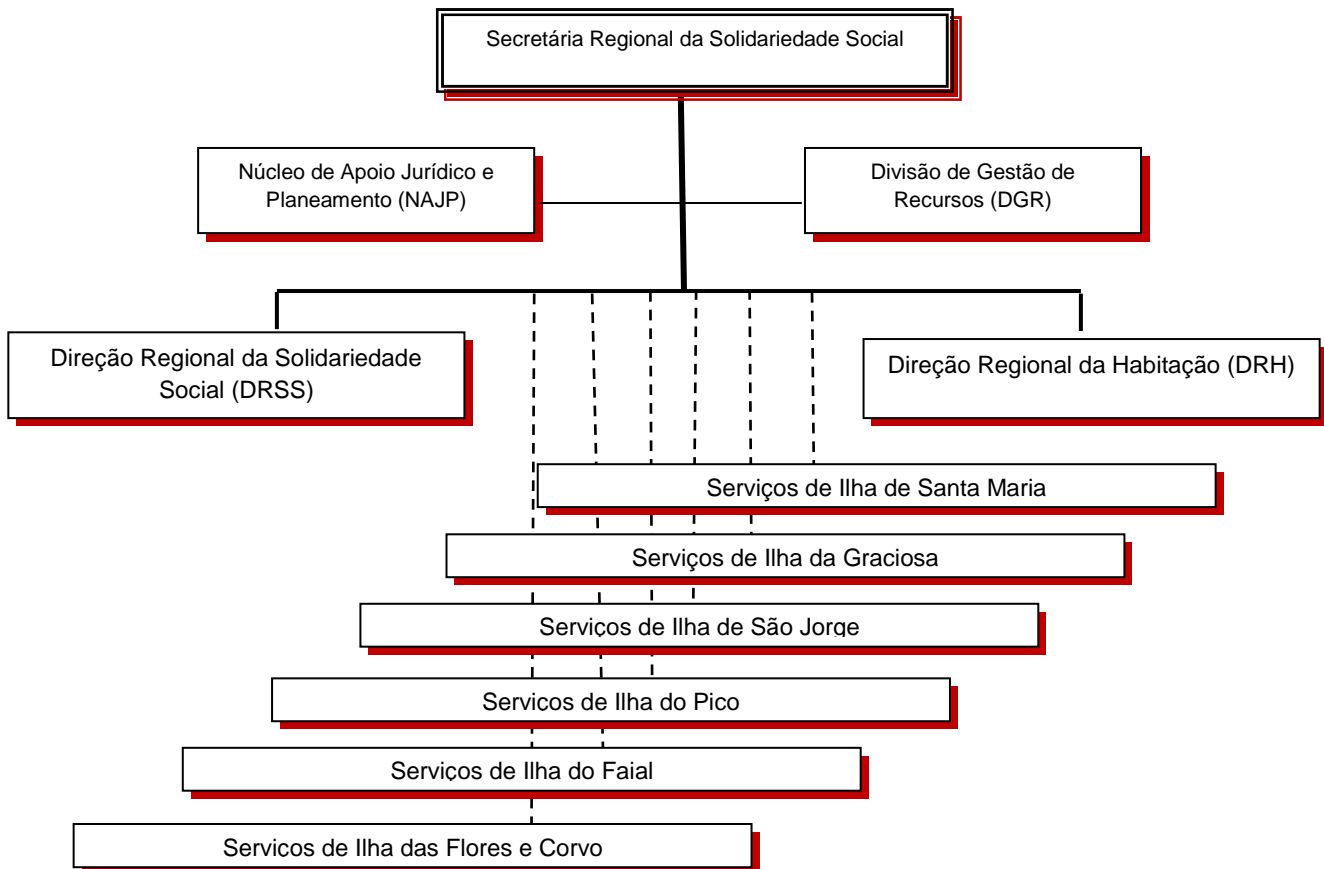 Secretária Regional da Solidariedade Social
Núcleo de Apoio Jurídico e
Planeamento (NAJP)
Divisão de Gestão de
Recursos (DGR)
Direção Regional da Solidariedade
Social (DRSS)
Direção Regional da Habitação (DRH)
Serviços de Ilha de Santa Maria
Serviços de Ilha da Graciosa
Serviços de Ilha de São Jorge
Servicos de Ilha do Pico
Serviços de Ilha do Faial
Servicos de Ilha das Flores e Corvo